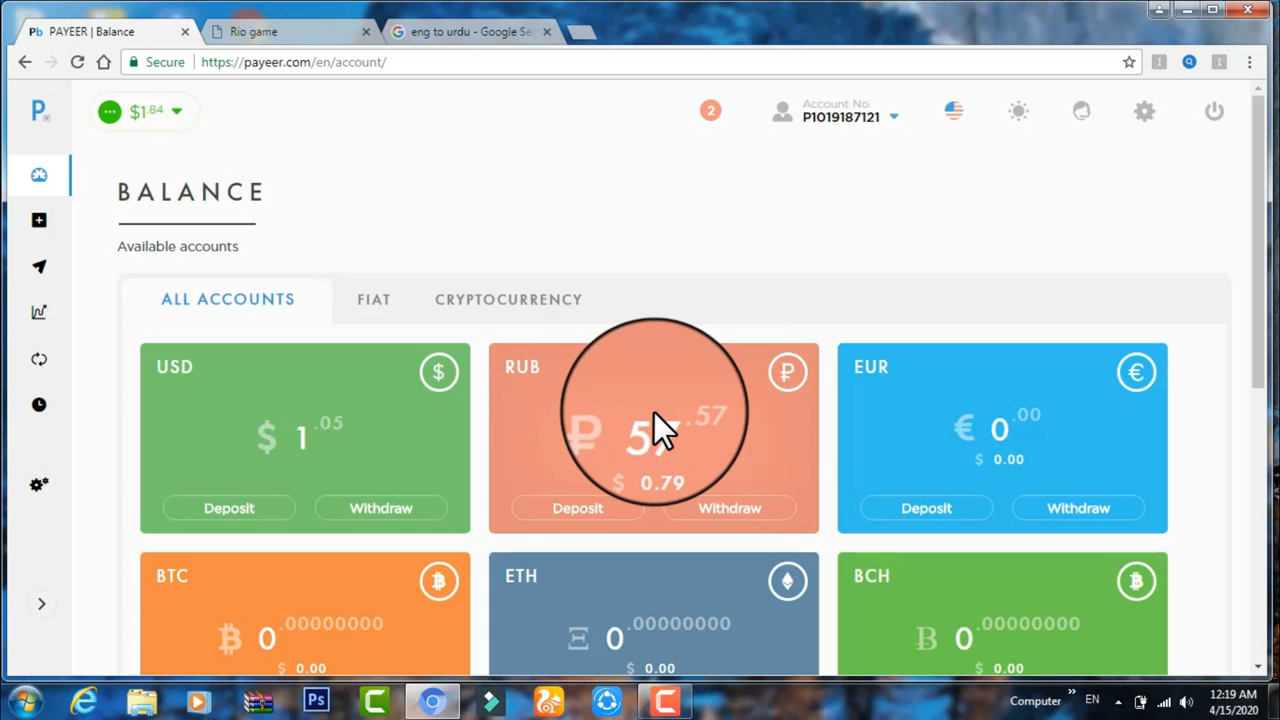 PAYEER | Balance
Rio game
eng to urdu - Google Se
Secure
https://payeer.com/en/account/
$1.84
2
Account No.
P1019187121
BALANCE
Available accounts
ALL ACCOUNTS
FIAT
CRYPTOCURRENCY
USD
$ 1.05
Deposit
Withdraw
RUB
₽ 57.57
$ 0.79
Deposit
Withdraw
EUR
€ 0.00
$ 0.00
Deposit
Withdraw
BTC
0.00000000
$ 0.00
ETH
Ξ 0.00000000
$ 0.00
BCH
0.00000000
$ 0.00
Computer
EN
12:19 AM
4/15/2020